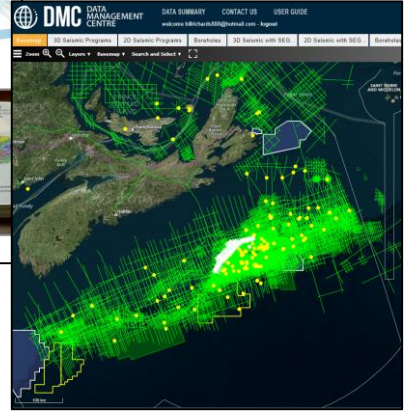 DMC DATA MANAGEMENT CENTRE
DATA SUMMARY CONTACT US USER GUIDE
welcome billrichards888@hotmail.com - logout
Basemap 3D Seismic Programs 2D Seismic Programs Boreholes 3D Seismic with SEG... 2D Seismic with SEG... Boreholes
Zoom Layers Basemap Search and Select
SAINT PIERRE
AND MIQUELON
Halifax
100 km